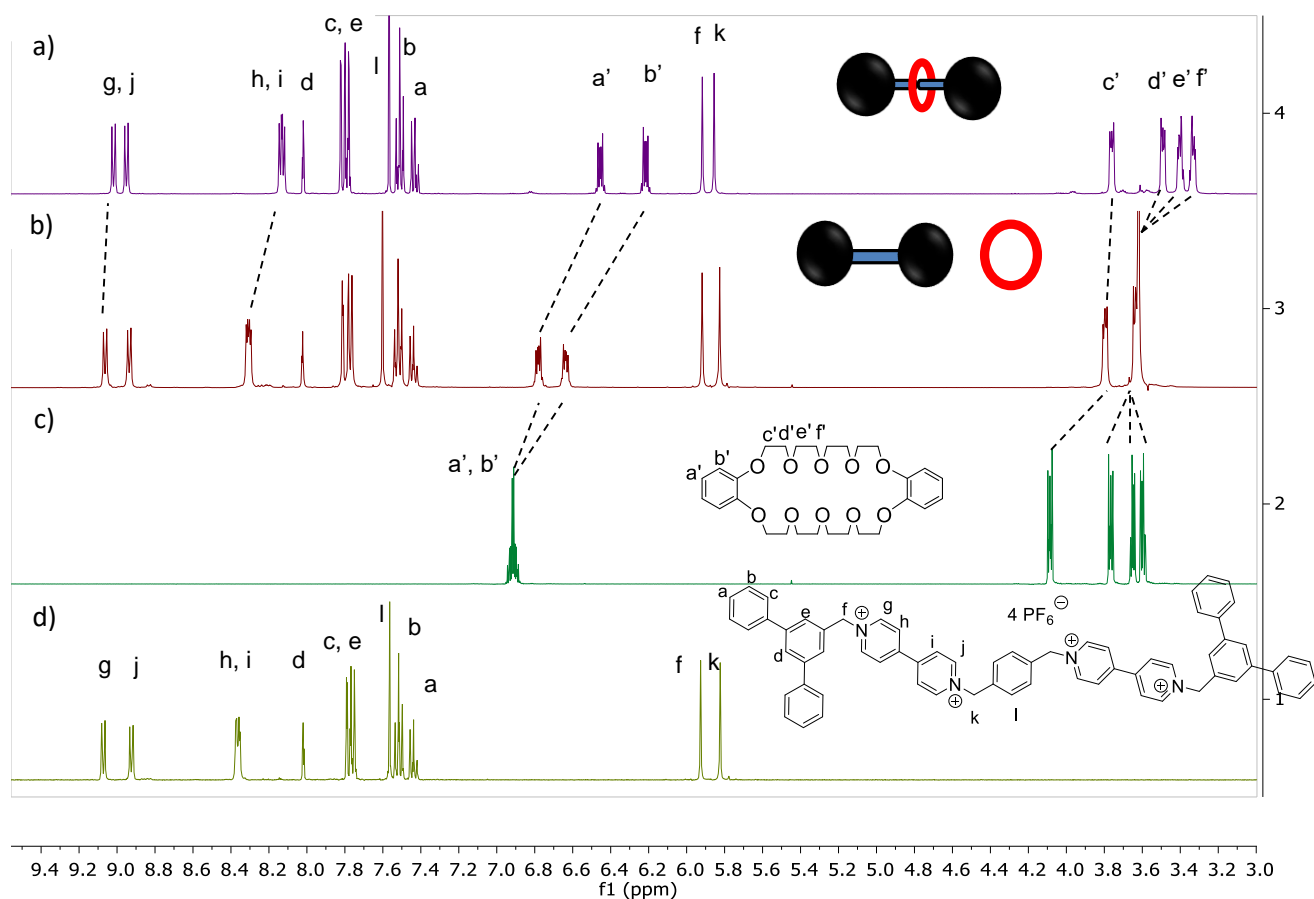 a)
g, j
h, i
d
c, e
l
b
a
a’
b’
f
k
c’
d’
e’
f’
4
b)
3
c)
a’, b’
c' d' e' f'
b'
a'
O O O O O
O O O O O
2
d)
g
j
h, i
d
c, e
l
b
a
f
k
b
a
c
e
d
f
g
h
i
j
k
l
N
+
N
+
N
+
N
+
4 PF6⊖
1
9.4 9.2 9.0 8.8 8.6 8.4 8.2 8.0 7.8 7.6 7.4 7.2 7.0 6.8 6.6 6.4 6.2 6.0 5.8 5.6 5.4 5.2 5.0 4.8 4.6 4.4 4.2 4.0 3.8 3.6 3.4 3.2 3.0
f1 (ppm)